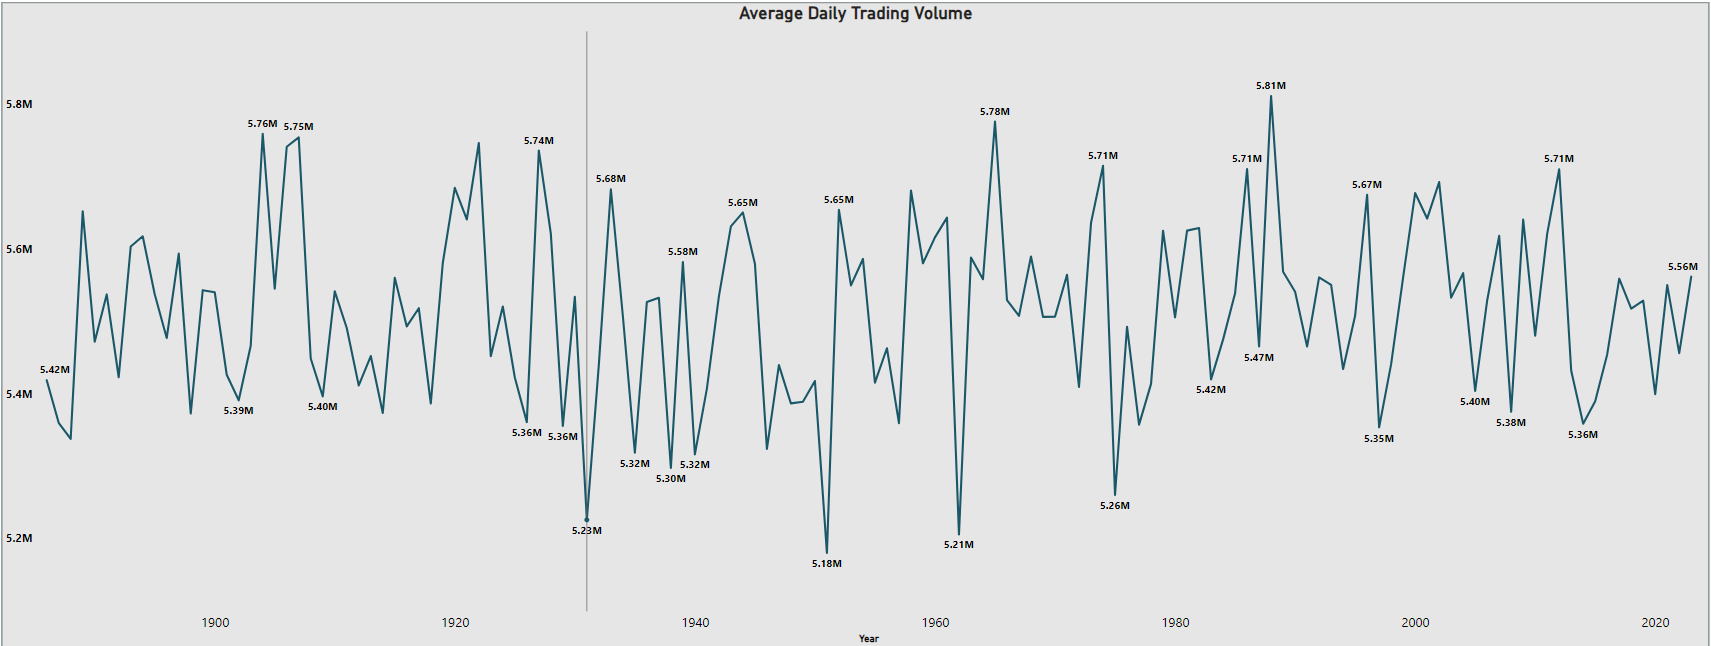 Average Daily Trading Volume
5.8M
5.6M
5.4M
5.2M
5.42M
5.39M
5.76M
5.75M
5.40M
5.36M
5.74M
5.36M
5.23M
5.68M
5.32M
5.30M
5.58M
5.32M
5.65M
5.18M
5.65M
5.21M
5.78M
5.71M
5.26M
5.42M
5.71M
5.47M
5.81M
5.67M
5.35M
5.40M
5.38M
5.71M
5.36M
5.56M
1900
1920
1940
1960
1980
2000
2020
Year